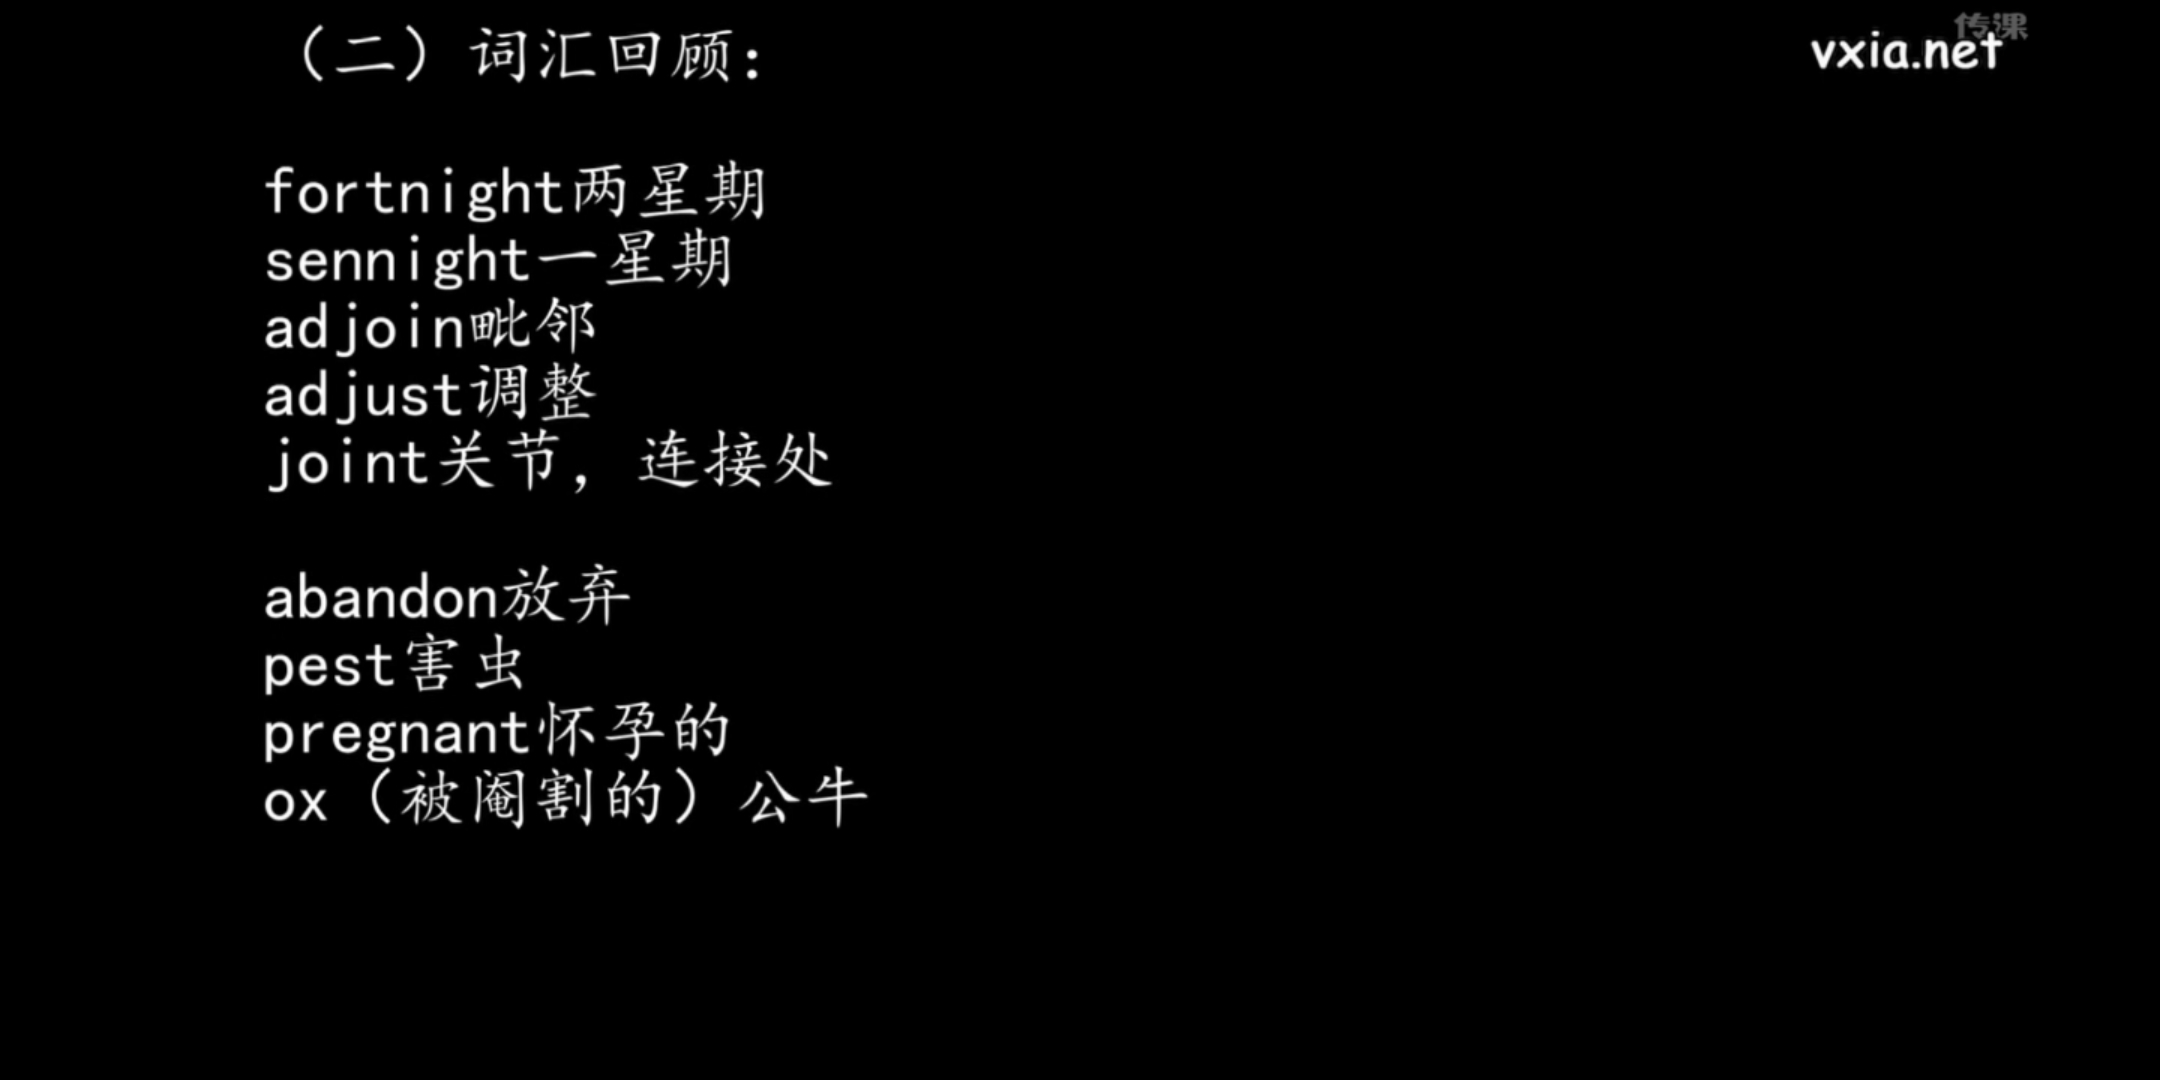 （二）词汇回顾：
传课
vxia.net
fortnight两星期
sennight一星期
adjoin毗邻
adjust调整
joint关节，连接处
abandon放弃
pest害虫
pregnant怀孕的
ox（被阉割的）公牛